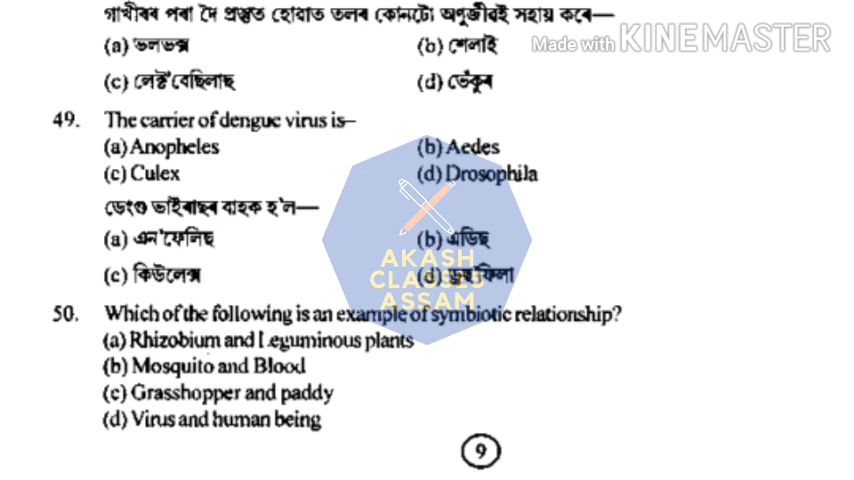 গাখীৰৰ পৰা দৈ প্ৰস্তুত হোৱাত তলৰ কোনটো অণুজীৱই সহায় কৰে—
Made with KINEMASTER
(a) ভলভক্স (b) শেলাই
(c) লেক্ট'বেছিলাছ (d) ভেঁকুৰ
49. The carrier of dengue virus is–
(a) Anopheles (b) Aedes
(c) Culex (d) Drosophila
ডেংগু ভাইৰাছৰ বাহক হ'ল—
(a) এন'ফেলিছ (b) এডিছ
(c) কিউলেক্স (d) ড্ৰছ'ফিলা
AKASH
CLASSES
ASSAM
50. Which of the following is an example of symbiotic relationship?
(a) Rhizobium and Leguminous plants
(b) Mosquito and Blood
(c) Grasshopper and paddy
(d) Virus and human being
9